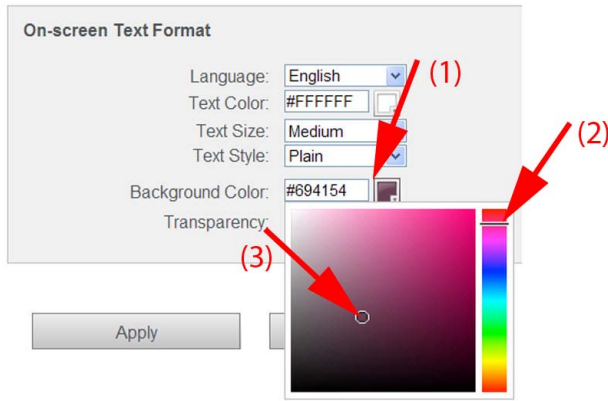 On-screen Text Format
Language: English
(1)
Text Color: #FFFFFF
Text Size: Medium
(2)
Text Style: Plain
Background Color: #694154
Transparency:
(3)
Apply